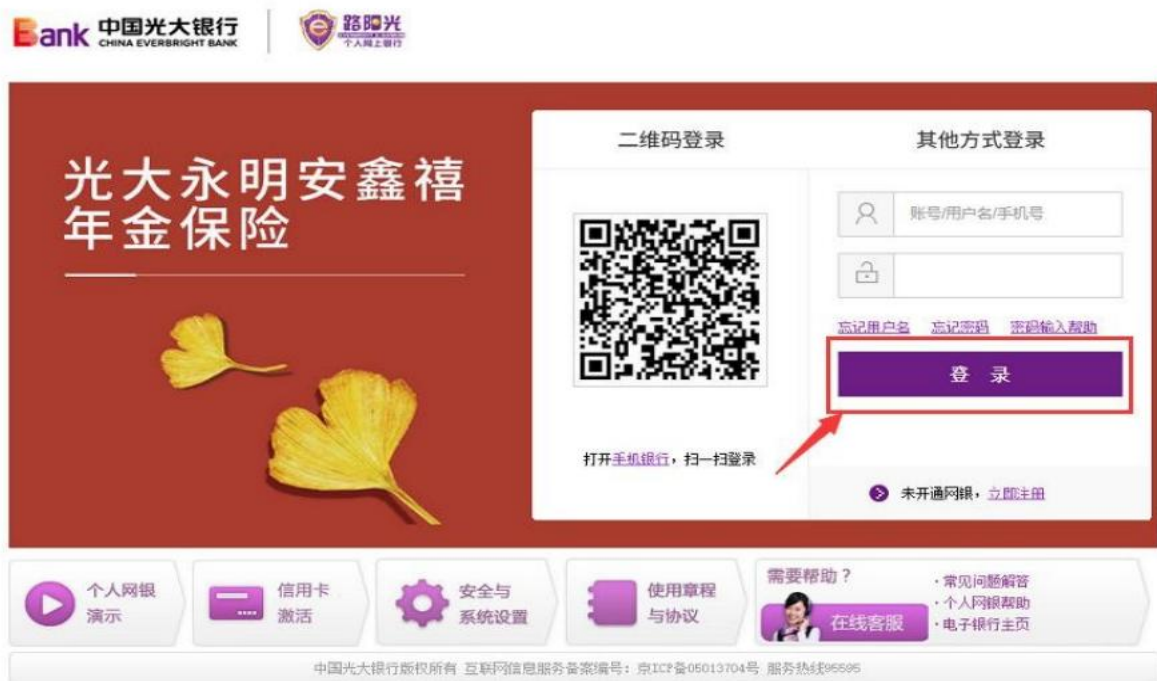 Bank 中国光大银行
CHINA EVERBRIGHT BANK
e路阳光
个人网上银行
光大永明安鑫禧
年金保险
二维码登录
其他方式登录
账号/用户名/手机号
忘记用户名 忘记密码 密码输入帮助
登 录
打开手机银行，扫一扫登录
未开通网银，立即注册
个人网银
演示
信用卡
激活
安全与
系统设置
使用章程
与协议
需要帮助？
在线客服
·常见问题解答
·个人网银帮助
·电子银行主页
中国光大银行版权所有 互联网信息服务备案编号：京ICP备05013704号 服务热线95595